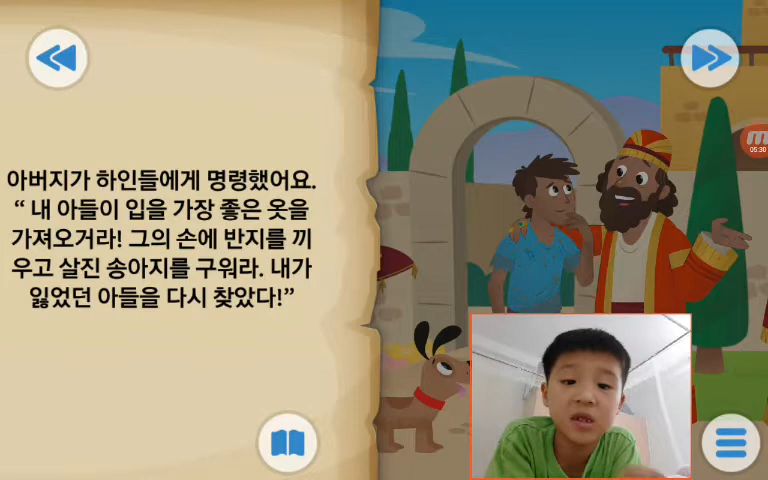 아버지가 하인들에게 명령했어요.
“ 내 아들이 입을 가장 좋은 옷을
가져오거라! 그의 손에 반지를 끼
우고 살진 송아지를 구워라. 내가
잃었던 아들을 다시 찾았다!”
05:30